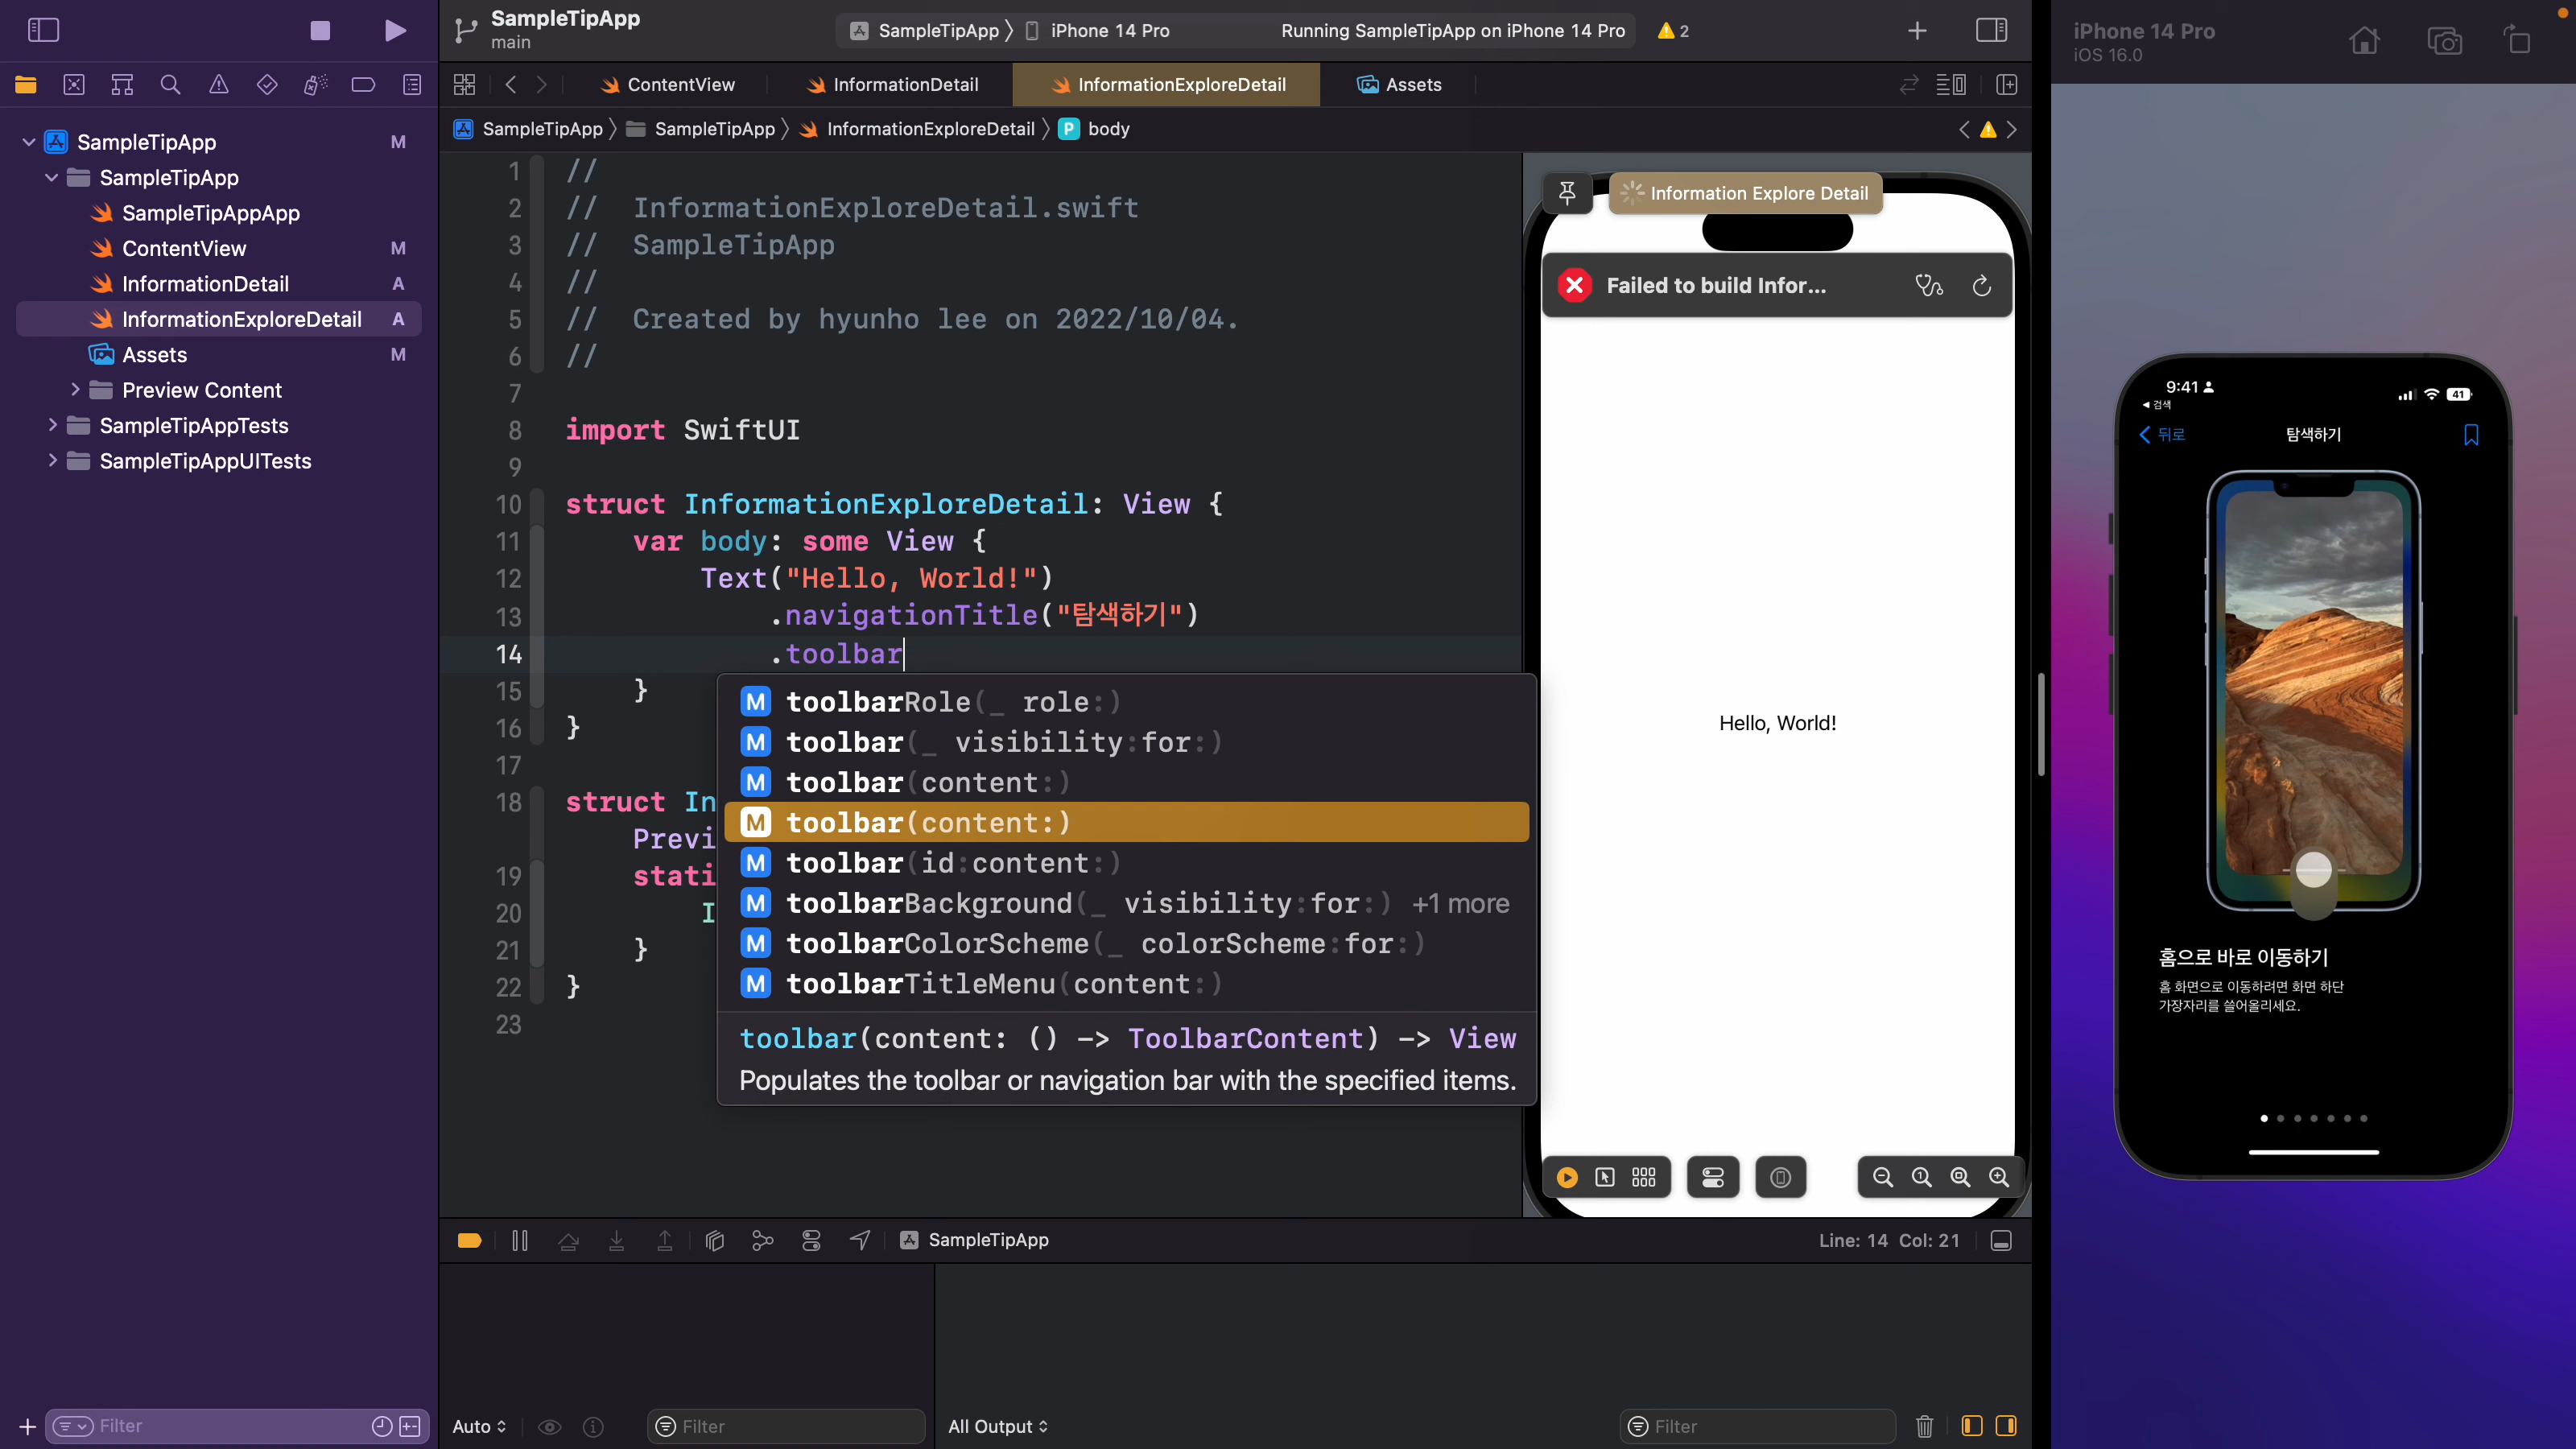 SampleTipApp
main
SampleTipApp
iPhone 14 Pro
Running SampleTipApp on iPhone 14 Pro
2
iPhone 14 Pro
iOS 16.0
ContentView
InformationDetail
InformationExploreDetail
Assets
SampleTipApp
SampleTipApp
InformationExploreDetail
P
body
SampleTipApp
M
SampleTipApp
SampleTipAppApp
ContentView
M
InformationDetail
A
InformationExploreDetail
A
Assets
M
Preview Content
SampleTipAppTests
SampleTipAppUITests
Filter
1 //
2 // InformationExploreDetail.swift
3 // SampleTipApp
4 //
5 // Created by hyunho lee on 2022/10/04.
6 //
7
8 import SwiftUI
9
10 struct InformationExploreDetail: View {
11 var body: some View {
12 Text("Hello, World!")
13 .navigationTitle("탐색하기")
14 .toolbar
15 }
16 }
17
18 struct In
Previ
19 stati
20 I
21 }
22 }
23
M toolbarRole(_ role:)
M toolbar(_ visibility:for:)
M toolbar(content:)
M toolbar(content:)
M toolbar(id:content:)
M toolbarBackground(_ visibility:for:) +1 more
M toolbarColorScheme(_ colorScheme:for:)
M toolbarTitleMenu(content:)
toolbar(content: () -> ToolbarContent) -> View
Populates the toolbar or navigation bar with the specified items.
Information Explore Detail
Failed to build Infor...
Hello, World!
SampleTipApp
Line: 14 Col: 21
Auto
Filter
All Output
Filter
9:41
41
◀ 검색
뒤로
탐색하기
홈으로 바로 이동하기
홈 화면으로 이동하려면 화면 하단
가장자리를 쓸어올리세요.